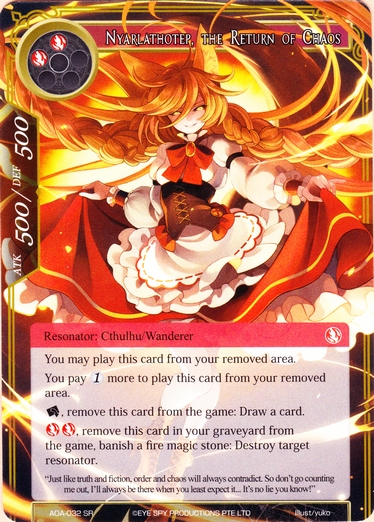 Nyarlathotep, the Return of Chaos
ATK 500 / DEF 500
Resonator: Cthulhu/Wanderer
You may play this card from your removed area.
You pay 1 more to play this card from your removed
area.
, remove this card from the game: Draw a card.
, remove this card in your graveyard from
the game, banish a fire magic stone: Destroy target
resonator.
“Just like truth and fiction, order and chaos will always contradict. So don't go counting
me out, I'll always be there when you least expect it... It's no lie you know!”
AOA-032 SR ©EYE SPY PRODUCTIONS PTE LTD Illust/yuko